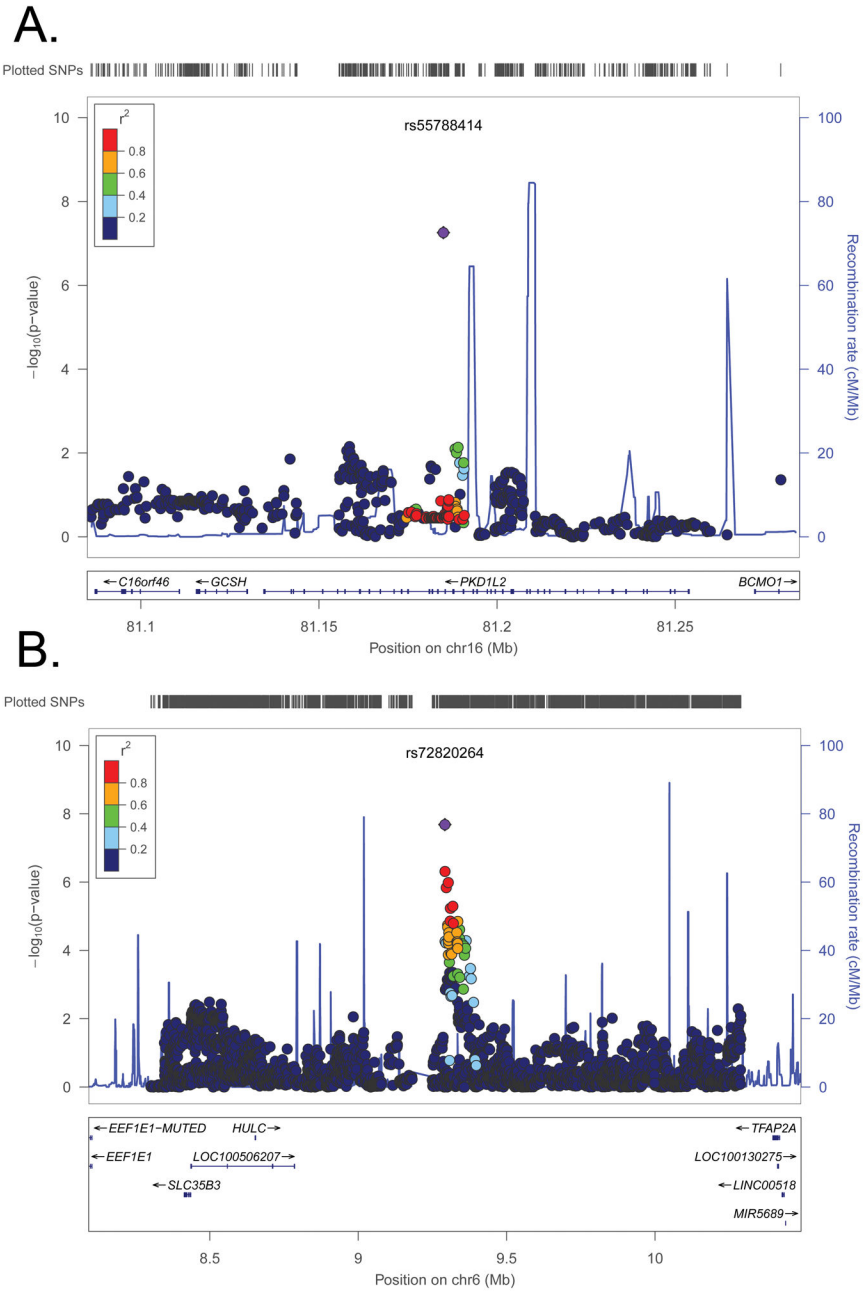 A.
Plotted SNPs
10
8
6
4
2
0
−log10(p−value)
r2
0.8
0.6
0.4
0.2
rs55788414
100
80
60
40
20
0
Recombination rate (cM/Mb)
←C16orf46
←GCSH
←PKD1L2
BCMO1→
81.1
81.15
81.2
81.25
Position on chr16 (Mb)
B.
Plotted SNPs
10
8
6
4
2
0
−log10(p−value)
r2
0.8
0.6
0.4
0.2
rs72820264
100
80
60
40
20
0
Recombination rate (cM/Mb)
←EEF1E1−MUTED
HULC→
←TFAP2A
←EEF1E1
LOC100506207→
LOC100130275→
←SLC35B3
←LINC00518
MIR5689→
8.5
9
9.5
10
Position on chr6 (Mb)